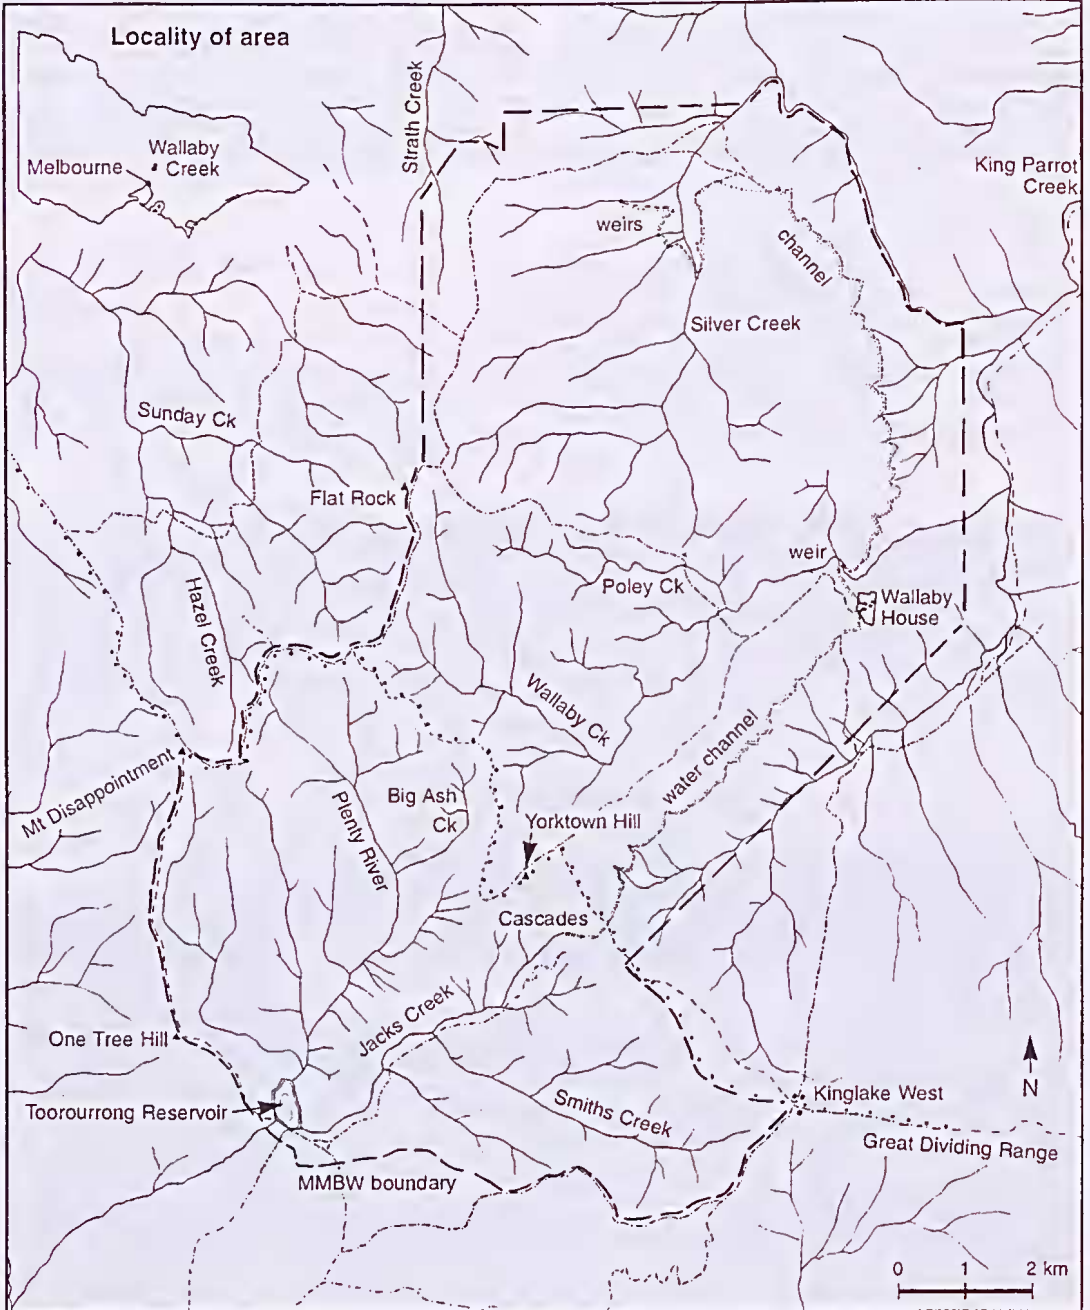 Locality of area
Strath Creek
Wallaby
Creek
Melbourne
King Parrot
Creek
weirs
channel
Silver Creek
Sunday Ck
Flat Rock
weir
Poley Ck
Wallaby
House
Hazel Creek
Wallaby Ck
water channel
Mt Disappointment
Plenty River
Big Ash
Ck
Yorktown Hill
Cascades
Jacks Creek
One Tree Hill
N
Toorourrong Reservoir
Smiths Creek
Kinglake West
Great Dividing Range
MMBW boundary
0 1 2 km